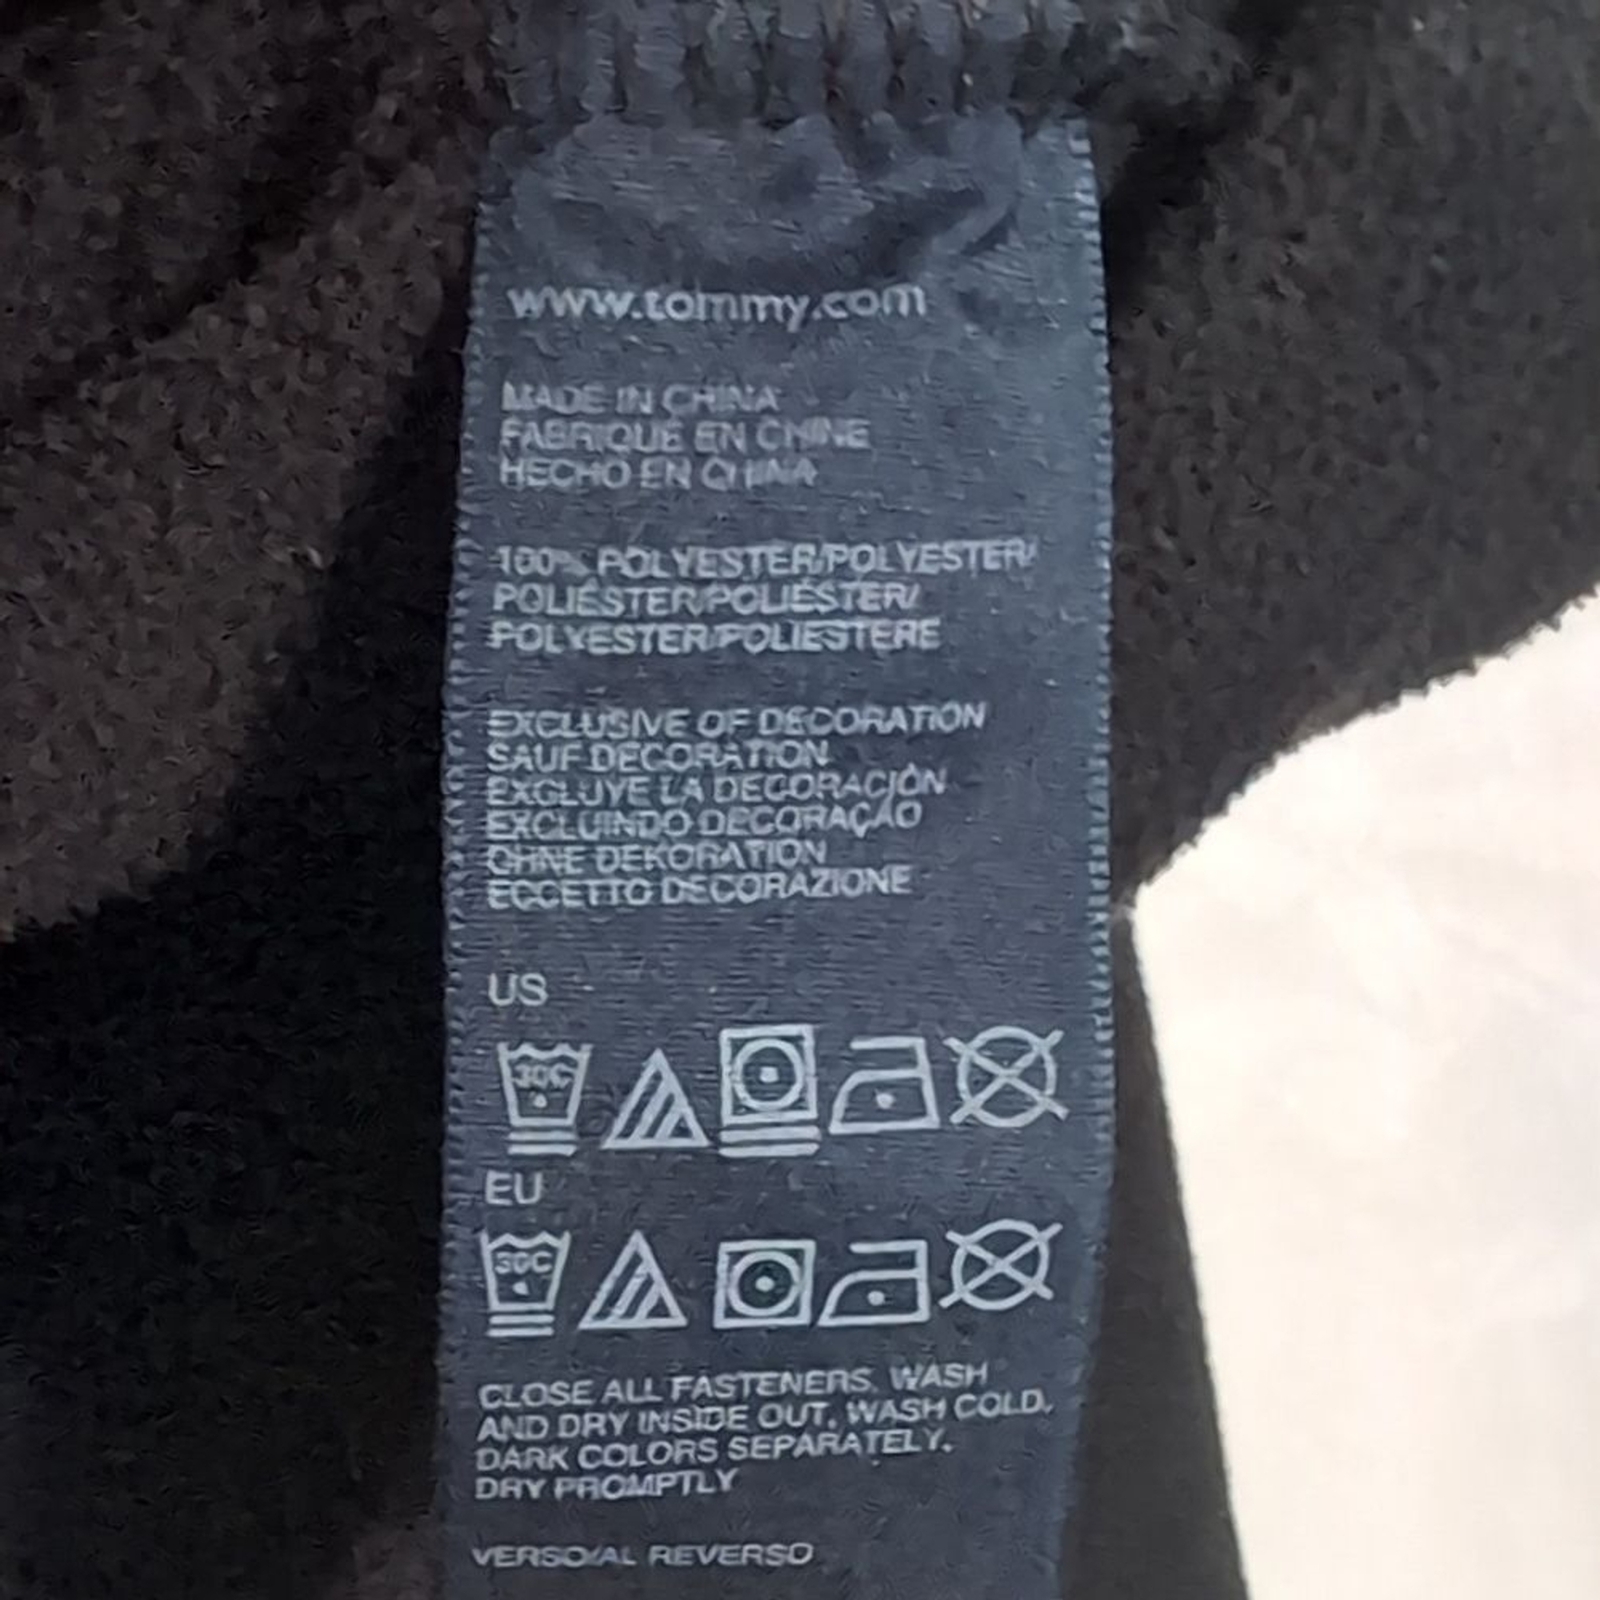 www.tommy.com
MADE IN CHINA
FABRIQUE EN CHINE
HECHO EN CHINA
100% POLYESTER/POLYESTER/
POLIÉSTER/POLIÉSTER/
POLYESTER/POLIESTERE
EXCLUSIVE OF DECORATION
SAUF DECORATION
EXCLUYE LA DECORACIÓN
EXCLUINDO DECORAÇÃO
OHNE DEKORATION
ECCETTO DECORAZIONE
US
30C
EU
30C
CLOSE ALL FASTENERS. WASH
AND DRY INSIDE OUT. WASH COLD.
DARK COLORS SEPARATELY.
DRY PROMPTLY
VERSO/AL REVERSO